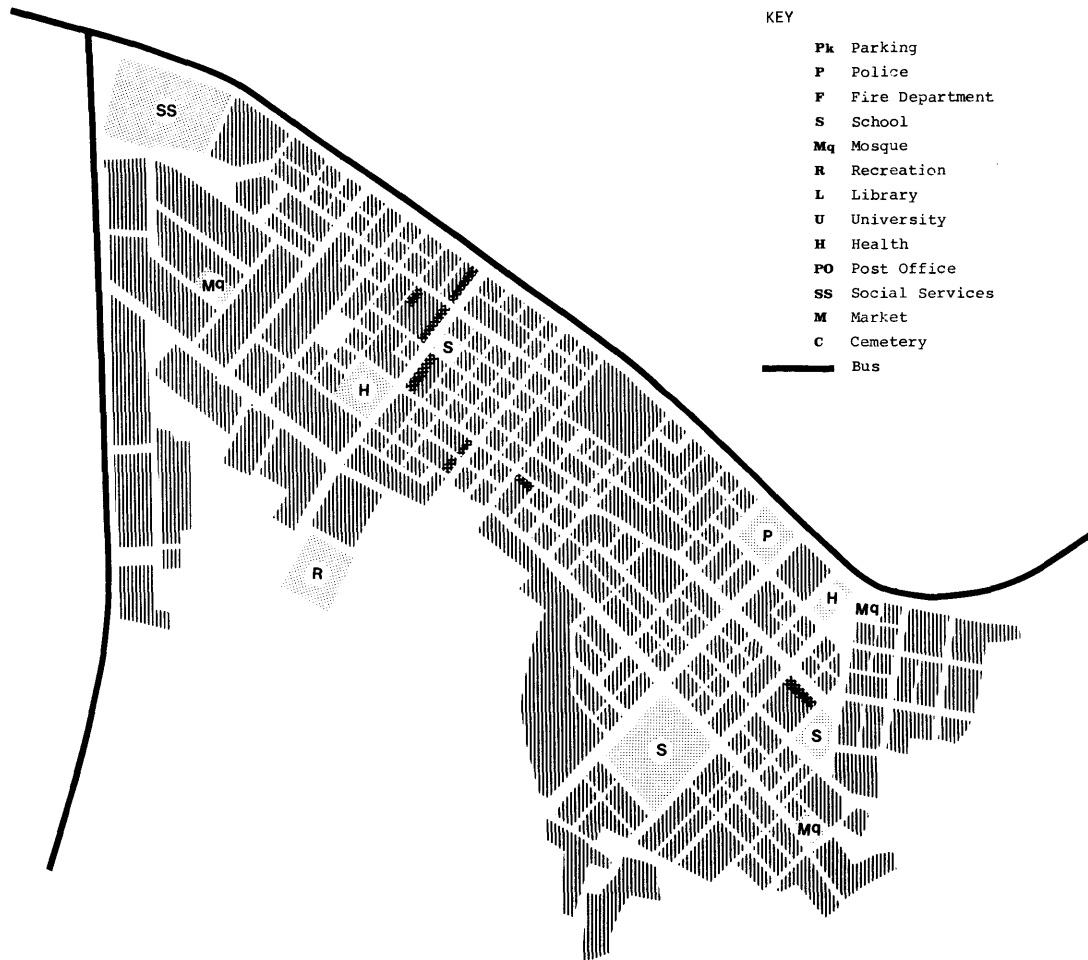 KEY
Pk Parking
P Police
F Fire Department
S School
Mq Mosque
R Recreation
L Library
U University
H Health
PO Post Office
SS Social Services
M Market
C Cemetery
Bus
SS
Mq
S
H
P
R
H
Mq
S
S
Mq